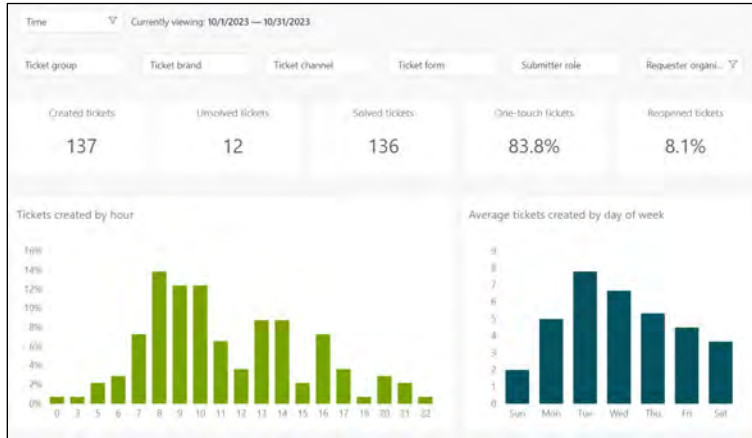 Time Currently viewing: 10/1/2023 — 10/31/2023
Ticket group Ticket brand Ticket channel Ticket form Submitter role Requester organi...
Created tickets Unsolved tickets Solved tickets One-touch tickets Reopened tickets
137 12 136 83.8% 8.1%
Tickets created by hour
16%
14%
12%
10%
8%
6%
4%
2%
0%
0 3 5 6 7 8 9 10 11 12 13 14 15 16 17 19 20 21 22
Average tickets created by day of week
9
8
7
6
5
4
3
2
1
0
Sun Mon Tue Wed Thu Fri Sat